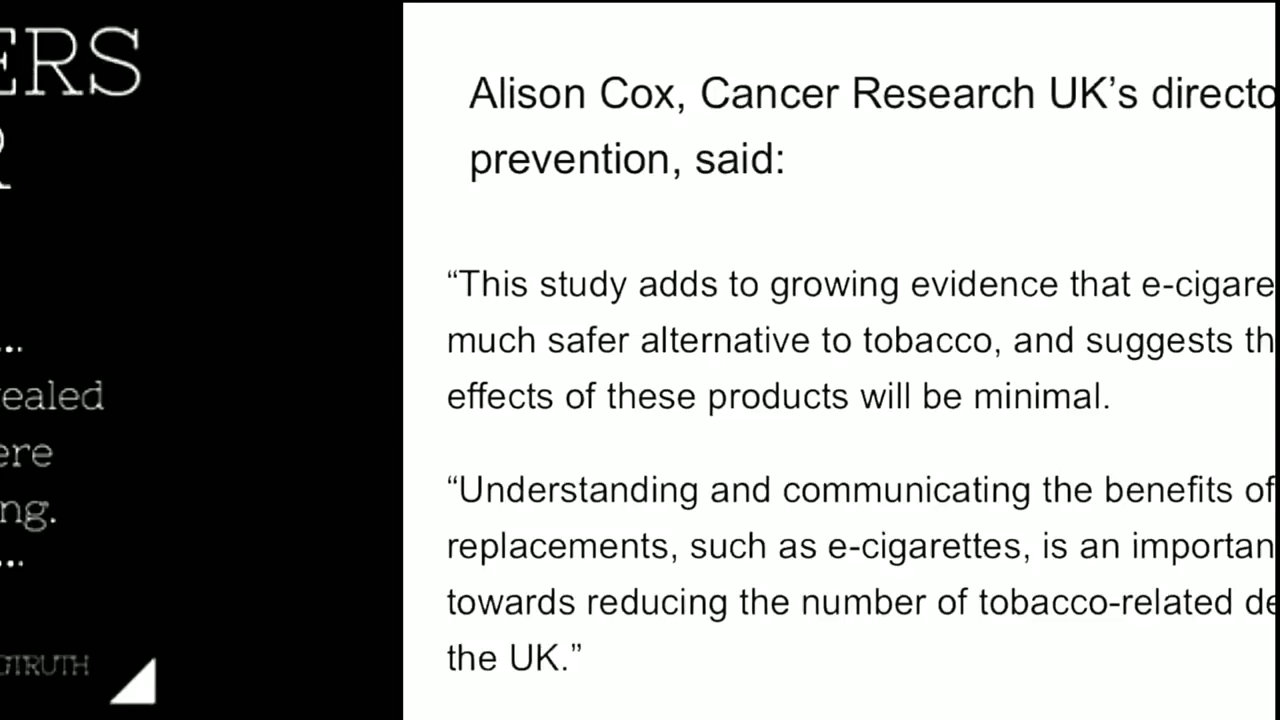 ERS
R
...
ealed
ere
ng.
...
GTRUTH
Alison Cox, Cancer Research UK’s directo
prevention, said:
“This study adds to growing evidence that e-cigare
much safer alternative to tobacco, and suggests th
effects of these products will be minimal.
“Understanding and communicating the benefits of
replacements, such as e-cigarettes, is an importan
towards reducing the number of tobacco-related de
the UK.”